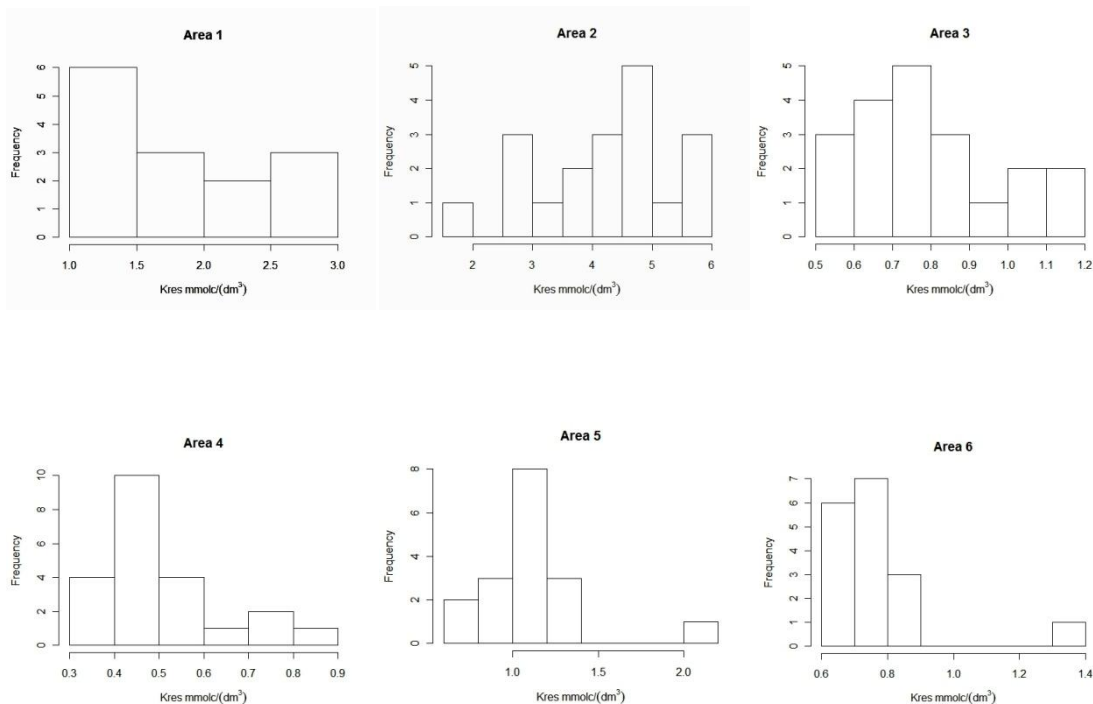 Area 1
Frequency
0 1 2 3 4 5 6
1.0 1.5 2.0 2.5 3.0
Kres mmolc/(dm³)
Area 2
Frequency
0 1 2 3 4 5
2 3 4 5 6
Kres mmolc/(dm³)
Area 3
Frequency
0 1 2 3 4 5
0.5 0.6 0.7 0.8 0.9 1.0 1.1 1.2
Kres mmolc/(dm³)
Area 4
Frequency
0 2 4 6 8 10
0.3 0.4 0.5 0.6 0.7 0.8 0.9
Kres mmolc/(dm³)
Area 5
Frequency
0 2 4 6 8
1.0 1.5 2.0
Kres mmolc/(dm³)
Area 6
Frequency
0 1 2 3 4 5 6 7
0.6 0.8 1.0 1.2 1.4
Kres mmolc/(dm³)